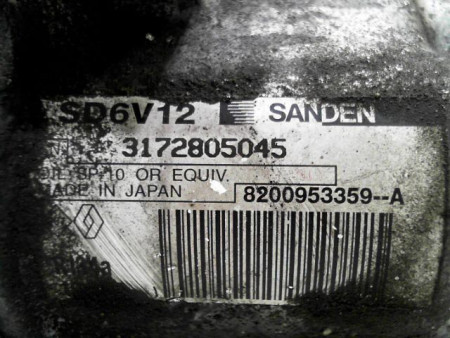 SD6V12 SANDEN
3172805045
OIL SP-10 OR EQUIV.
MADE IN JAPAN 8200953359--A